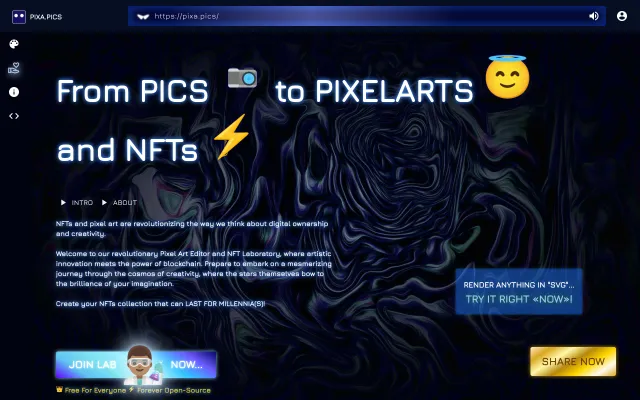 PIXA.PICS
https://pixa.pics/
From PICS to PIXELARTS
and NFTs
INTRO ABOUT
NFTs and pixel art are revolutionizing the way we think about digital ownership
and creativity.
Welcome to our revolutionary Pixel Art Editor and NFT Laboratory, where artistic
innovation meets the power of blockchain. Prepare to embark on a mesmerizing
journey through the cosmos of creativity, where the stars themselves bow to
the brilliance of your imagination.
Create your NFTs collection that can LAST FOR MILLENNIA(S)!
RENDER ANYTHING IN "SVG"...
TRY IT RIGHT «NOW»!
JOIN LAB NOW...
SHARE NOW
Free For Everyone Forever Open-Source